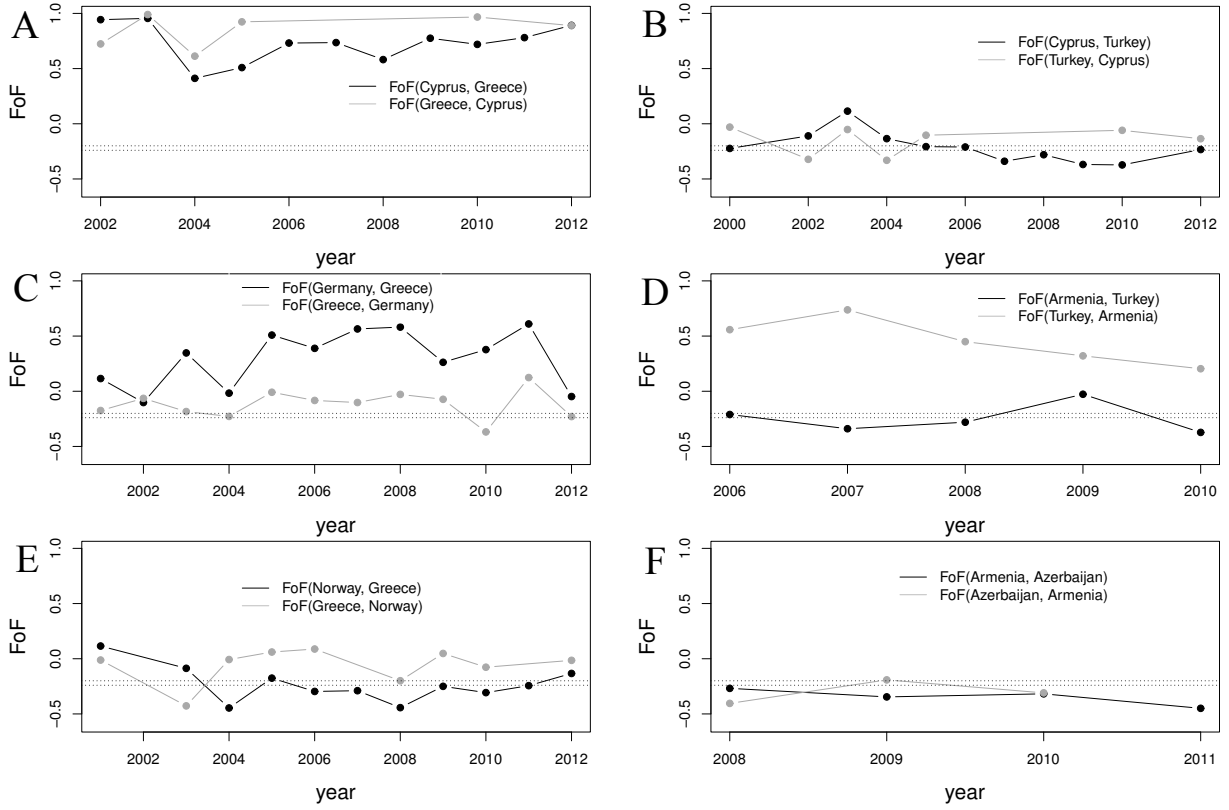 A
FoF
1.0
0.5
0.0
−0.5
FoF(Cyprus, Greece)
FoF(Greece, Cyprus)
2002 2004 2006 2008 2010 2012
year
B
FoF
1.0
0.5
0.0
−0.5
FoF(Cyprus, Turkey)
FoF(Turkey, Cyprus)
2000 2002 2004 2006 2008 2010 2012
year
C
FoF
1.0
0.5
0.0
−0.5
FoF(Germany, Greece)
FoF(Greece, Germany)
2002 2004 2006 2008 2010 2012
year
D
FoF
1.0
0.5
0.0
−0.5
FoF(Armenia, Turkey)
FoF(Turkey, Armenia)
2006 2007 2008 2009 2010
year
E
FoF
1.0
0.5
0.0
−0.5
FoF(Norway, Greece)
FoF(Greece, Norway)
2002 2004 2006 2008 2010 2012
year
F
FoF
1.0
0.5
0.0
−0.5
FoF(Armenia, Azerbaijan)
FoF(Azerbaijan, Armenia)
2008 2009 2010 2011
year